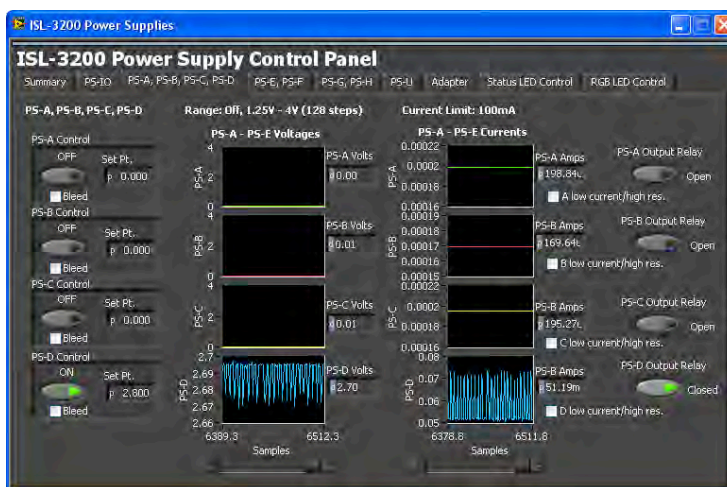 ISL-3200 Power Supplies
ISL-3200 Power Supply Control Panel
Summary PS-IO PS-A, PS-B, PS-C, PS-D PS-E, PS-F PS-G, PS-H PS-U Adapter Status LED Control RGB LED Control
PS-A, PS-B, PS-C, PS-D Range: Off, 1.25V - 4V (128 steps) Current Limit: 100mA
PS-A - PS-E Voltages PS-A - PS-E Currents
PS-A Control
OFF Set Pt.
0.000
Bleed
4
2
0
PS-A
PS-A Volts
0.00
0.00022
0.0002
0.00018
0.00016
PS-A
PS-A Amps
198.84u
A low current/high res.
PS-A Output Relay
Open
PS-B Control
OFF Set Pt.
0.000
Bleed
4
2
0
PS-B
PS-B Volts
0.01
0.00019
0.00018
0.00017
0.00016
0.00015
PS-B
PS-B Amps
169.64u
B low current/high res.
PS-B Output Relay
Open
PS-C Control
OFF Set Pt.
0.000
Bleed
4
2
0
PS-C
PS-C Volts
0.01
0.00022
0.0002
0.00018
0.00016
PS-C
PS-B Amps
195.27u
C low current/high res.
PS-C Output Relay
Open
PS-D Control
ON Set Pt.
2.800
Bleed
2.7
2.69
2.68
2.67
2.66
PS-D
PS-D Volts
2.70
0.08
0.07
0.06
0.05
PS-D
PS-B Amps
51.19m
D low current/high res.
PS-D Output Relay
Closed
6389.3 6512.3
Samples
6378.8 6511.8
Samples